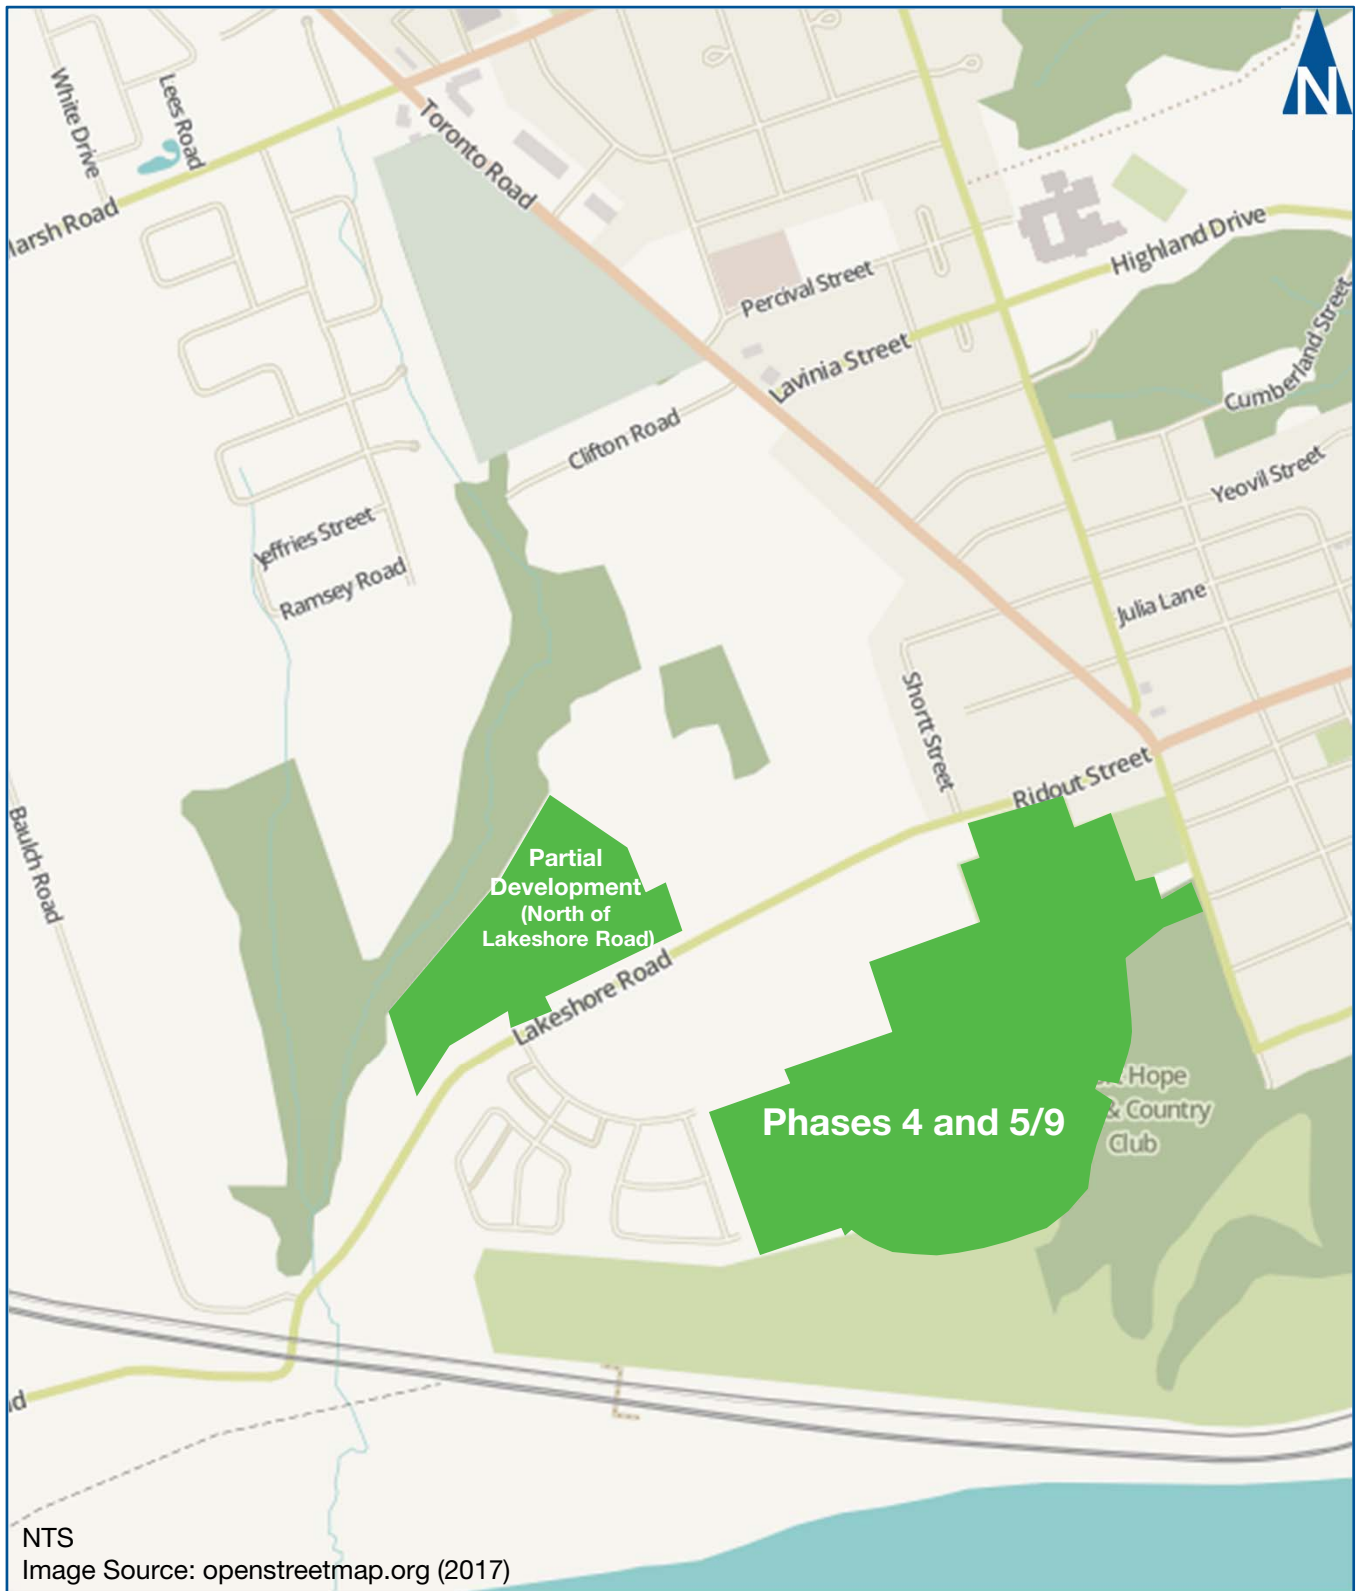 N
White Drive
Lees Road
Toronto Road
Highland Drive
Percival Street
Lavinia Street
Cumberland Street
Clifton Road
Yeovil Street
Jeffries Street
Ramsey Road
Julia Lane
Shortt Street
Ridout Street
Baulch Road
Partial
Development
(North of
Lakeshore Road)
Lakeshore Road
Hope
& Country
Club
Phases 4 and 5/9
NTS
Image Source: openstreetmap.org (2017)